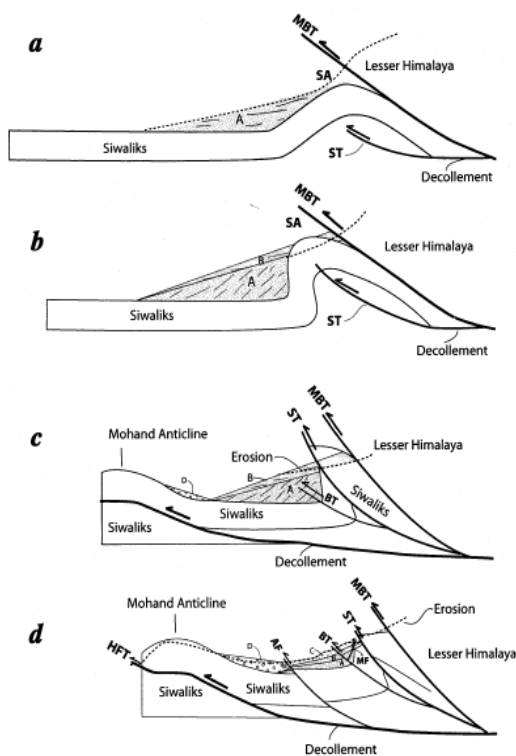 a
MBT
Lesser Himalaya
SA
A
Siwaliks
ST
Decollement
b
MBT
SA
Lesser Himalaya
B
A
Siwaliks
ST
Decollement
c
MBT
ST
Mohand Anticline
Lesser Himalaya
Erosion
B
D
A
Siwaliks
BT
Siwaliks
Siwaliks
Decollement
d
MBT
Mohand Anticline
Erosion
ST
D
AF
BT
C
B
A
MF
HFT
Lesser Himalaya
Siwaliks
Siwaliks
Decollement